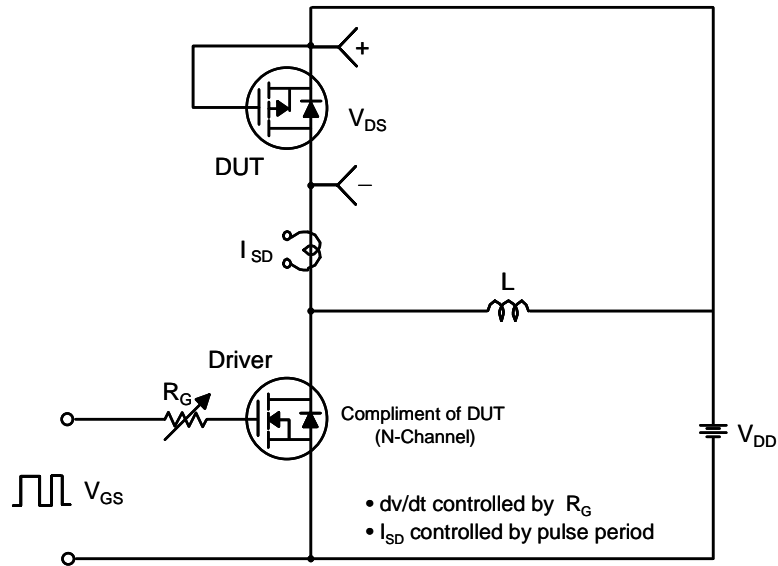 +
V_DS
DUT
−
I_SD
L
Driver
R_G
Compliment of DUT
(N-Channel)
V_DD
V_GS
• dv/dt controlled by R_G
• I_SD controlled by pulse period